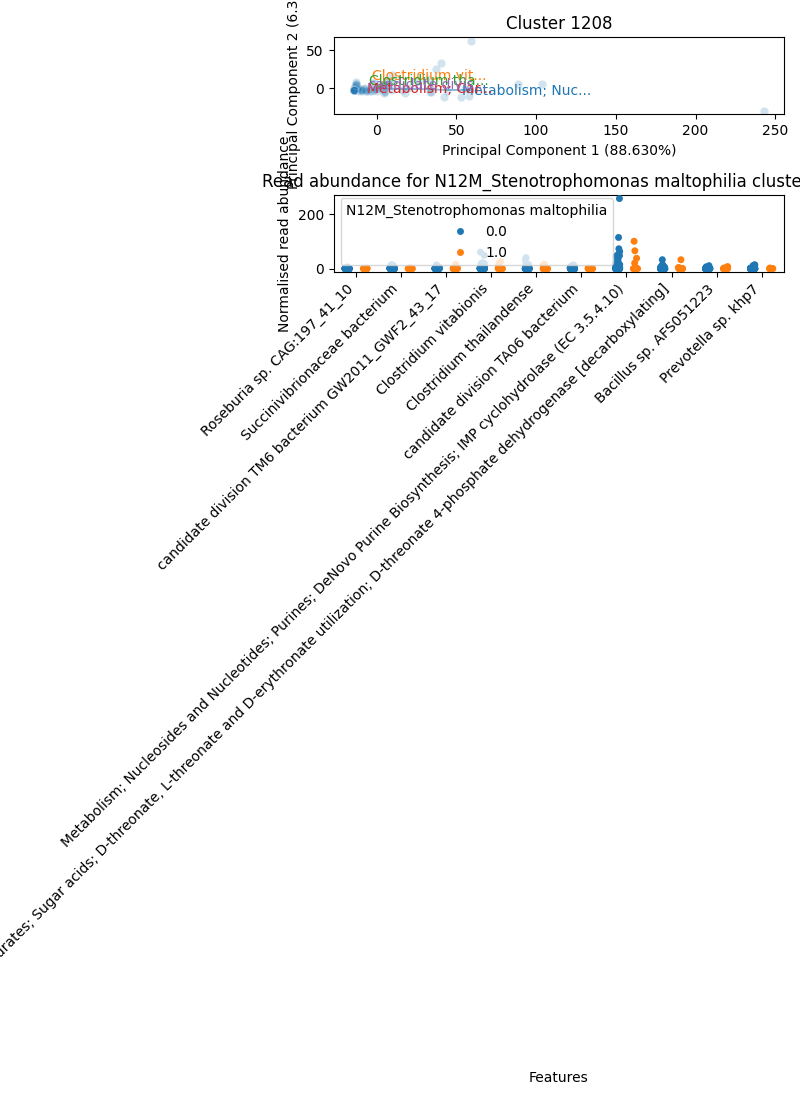 Cluster 1208
Principal Component 2 (6.3
50
0
Clostridium vit...
Clostridium tha...
Metabolism; Nuc...
0
50
100
150
200
250
Principal Component 1 (88.630%)
Read abundance for N12M_Stenotrophomonas maltophilia cluste
Normalised read abundance
200
0
N12M_Stenotrophomonas maltophilia
0.0
1.0
Roseburia sp. CAG:197_41_10
Succinivibrionaceae bacterium
candidate division TM6 bacterium GW2011_GWF2_43_17
Clostridium vitabionis
Clostridium thailandense
candidate division TA06 bacterium
Metabolism; Nucleosides and Nucleotides; Purines; DeNovo Purine Biosynthesis; IMP cyclohydrolase (EC 3.5.4.10)
urates; Sugar acids; D-threonate, L-threonate and D-erythronate utilization; D-threonate 4-phosphate dehydrogenase [decarboxylating]
Bacillus sp. AFS051223
Prevotella sp. khp7
Features